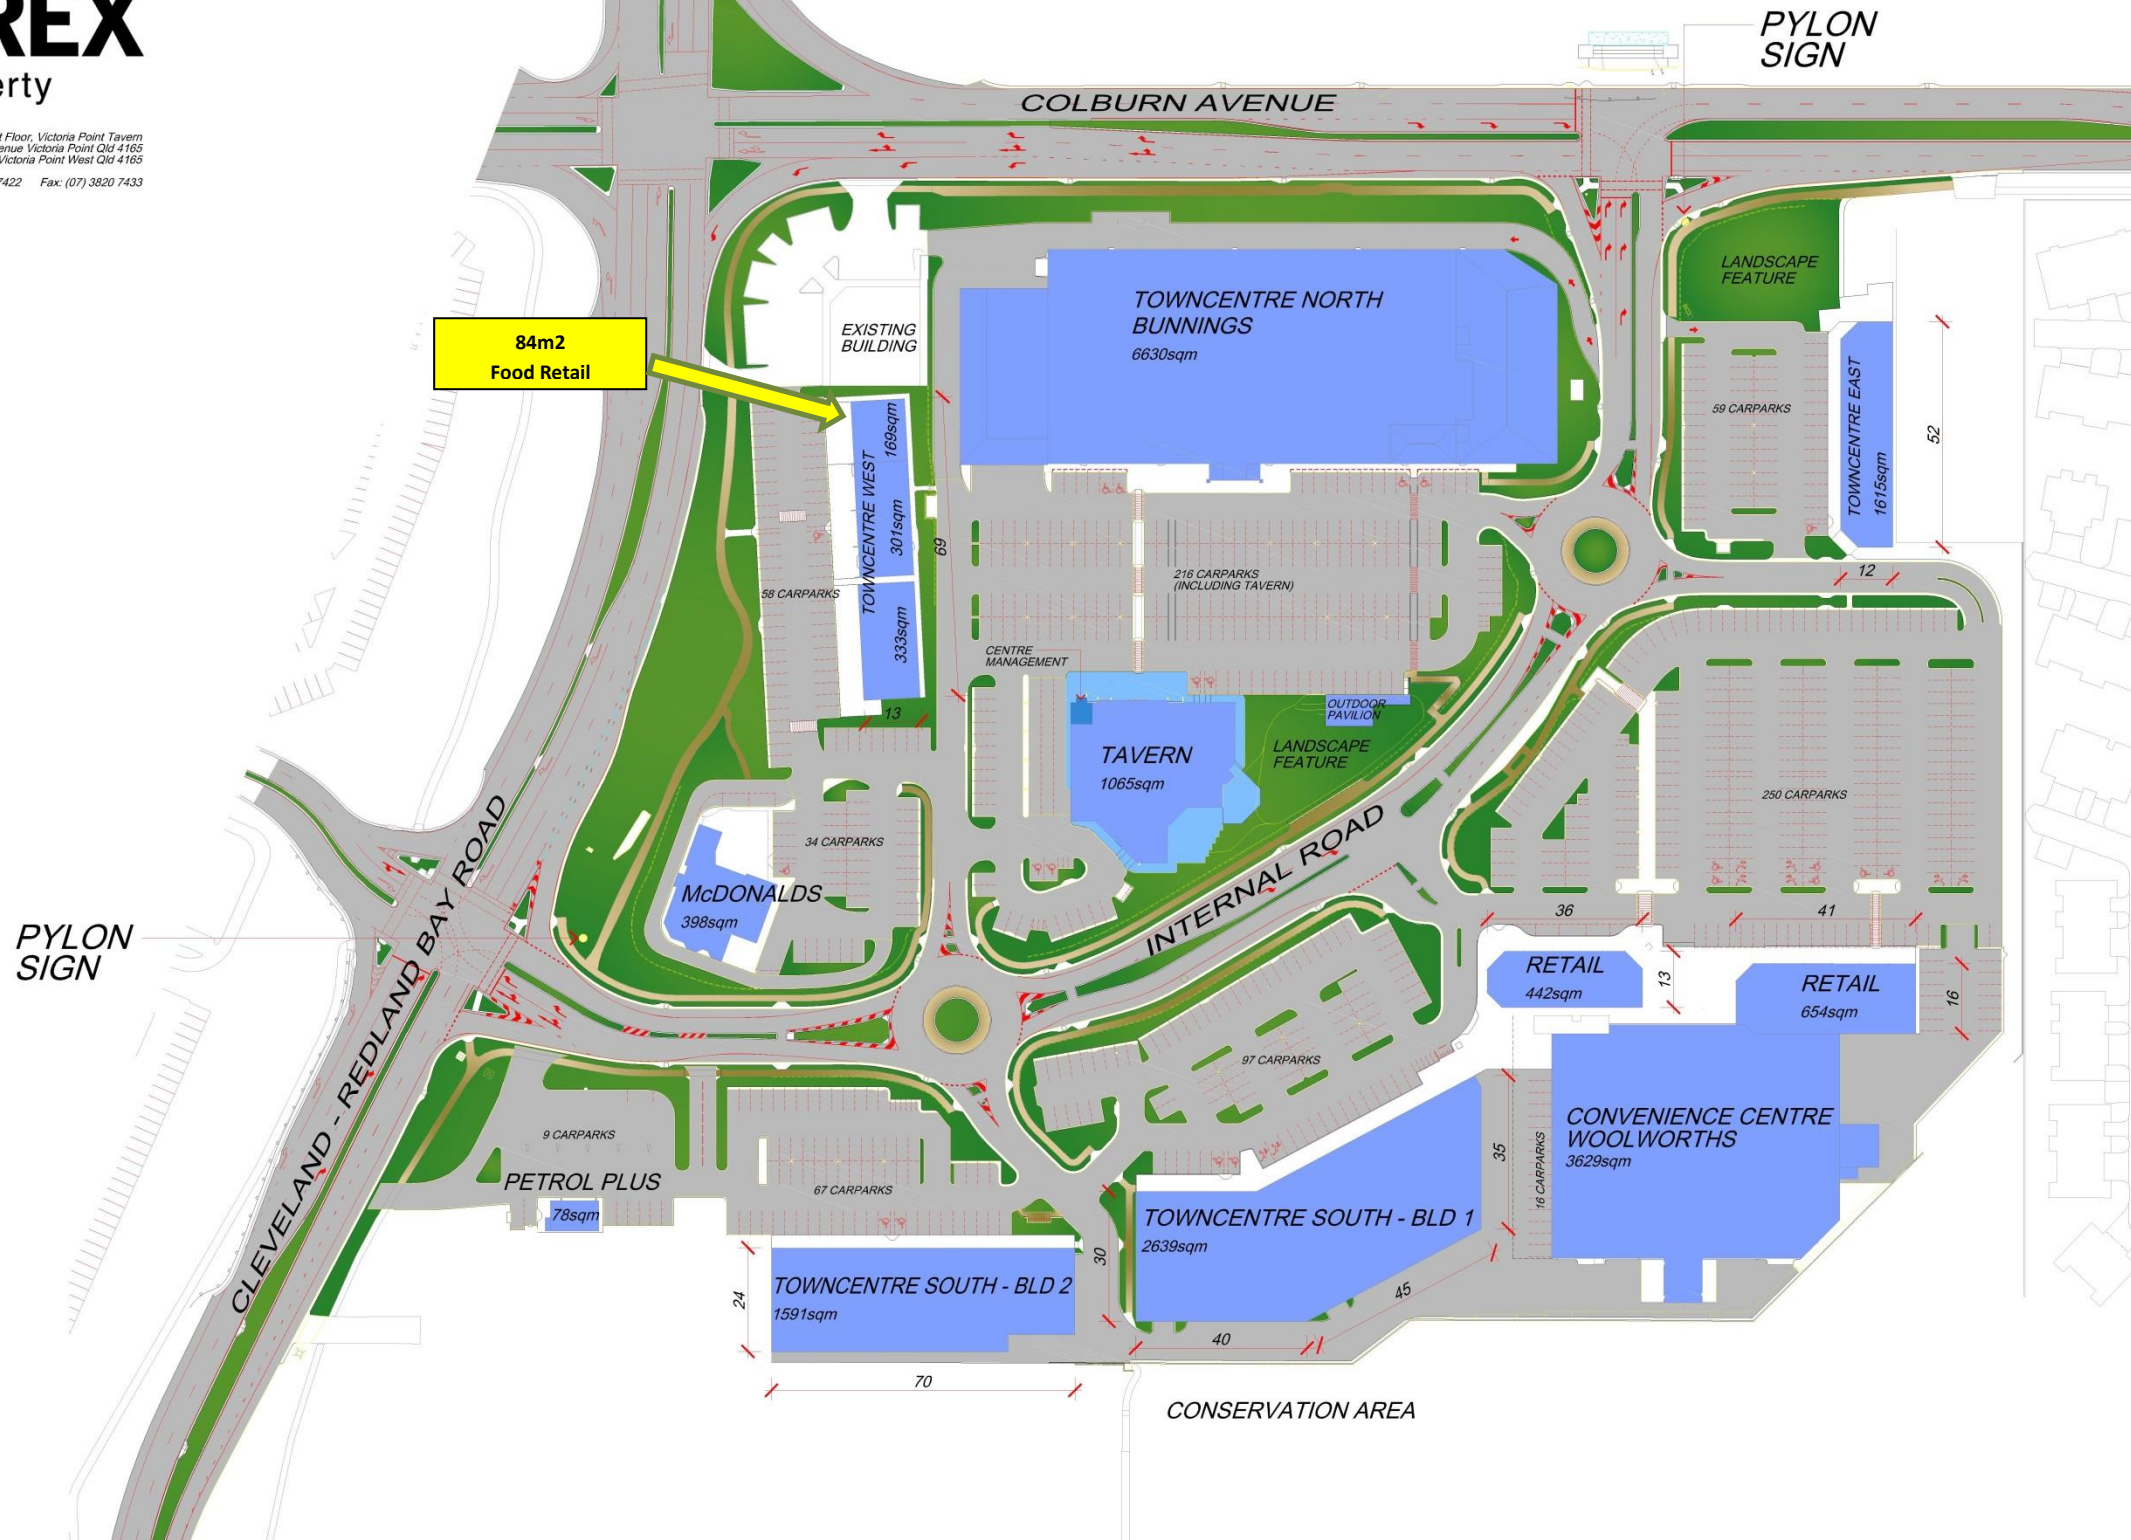 REX
erty
t Floor, Victoria Point Tavern
enue Victoria Point Qld 4165
Victoria Point West Qld 4165
7422 Fax: (07) 3820 7433
PYLON
SIGN
COLBURN AVENUE
LANDSCAPE
FEATURE
TOWNCENTRE NORTH
BUNNINGS
6630sqm
EXISTING
BUILDING
84m2
Food Retail
TOWNCENTRE WEST
169sqm
301sqm
333sqm
69
13
58 CARPARKS
59 CARPARKS
TOWNCENTRE EAST
1615sqm
52
12
216 CARPARKS
(INCLUDING TAVERN)
CENTRE
MANAGEMENT
OUTDOOR
PAVILION
TAVERN
1065sqm
LANDSCAPE
FEATURE
250 CARPARKS
34 CARPARKS
McDONALDS
398sqm
INTERNAL ROAD
CLEVELAND - REDLAND BAY ROAD
PYLON
SIGN
36
41
RETAIL
442sqm
13
RETAIL
654sqm
16
97 CARPARKS
9 CARPARKS
PETROL PLUS
78sqm
67 CARPARKS
CONVENIENCE CENTRE
WOOLWORTHS
3629sqm
35
16 CARPARKS
TOWNCENTRE SOUTH - BLD 1
2639sqm
30
45
40
TOWNCENTRE SOUTH - BLD 2
1591sqm
24
70
CONSERVATION AREA